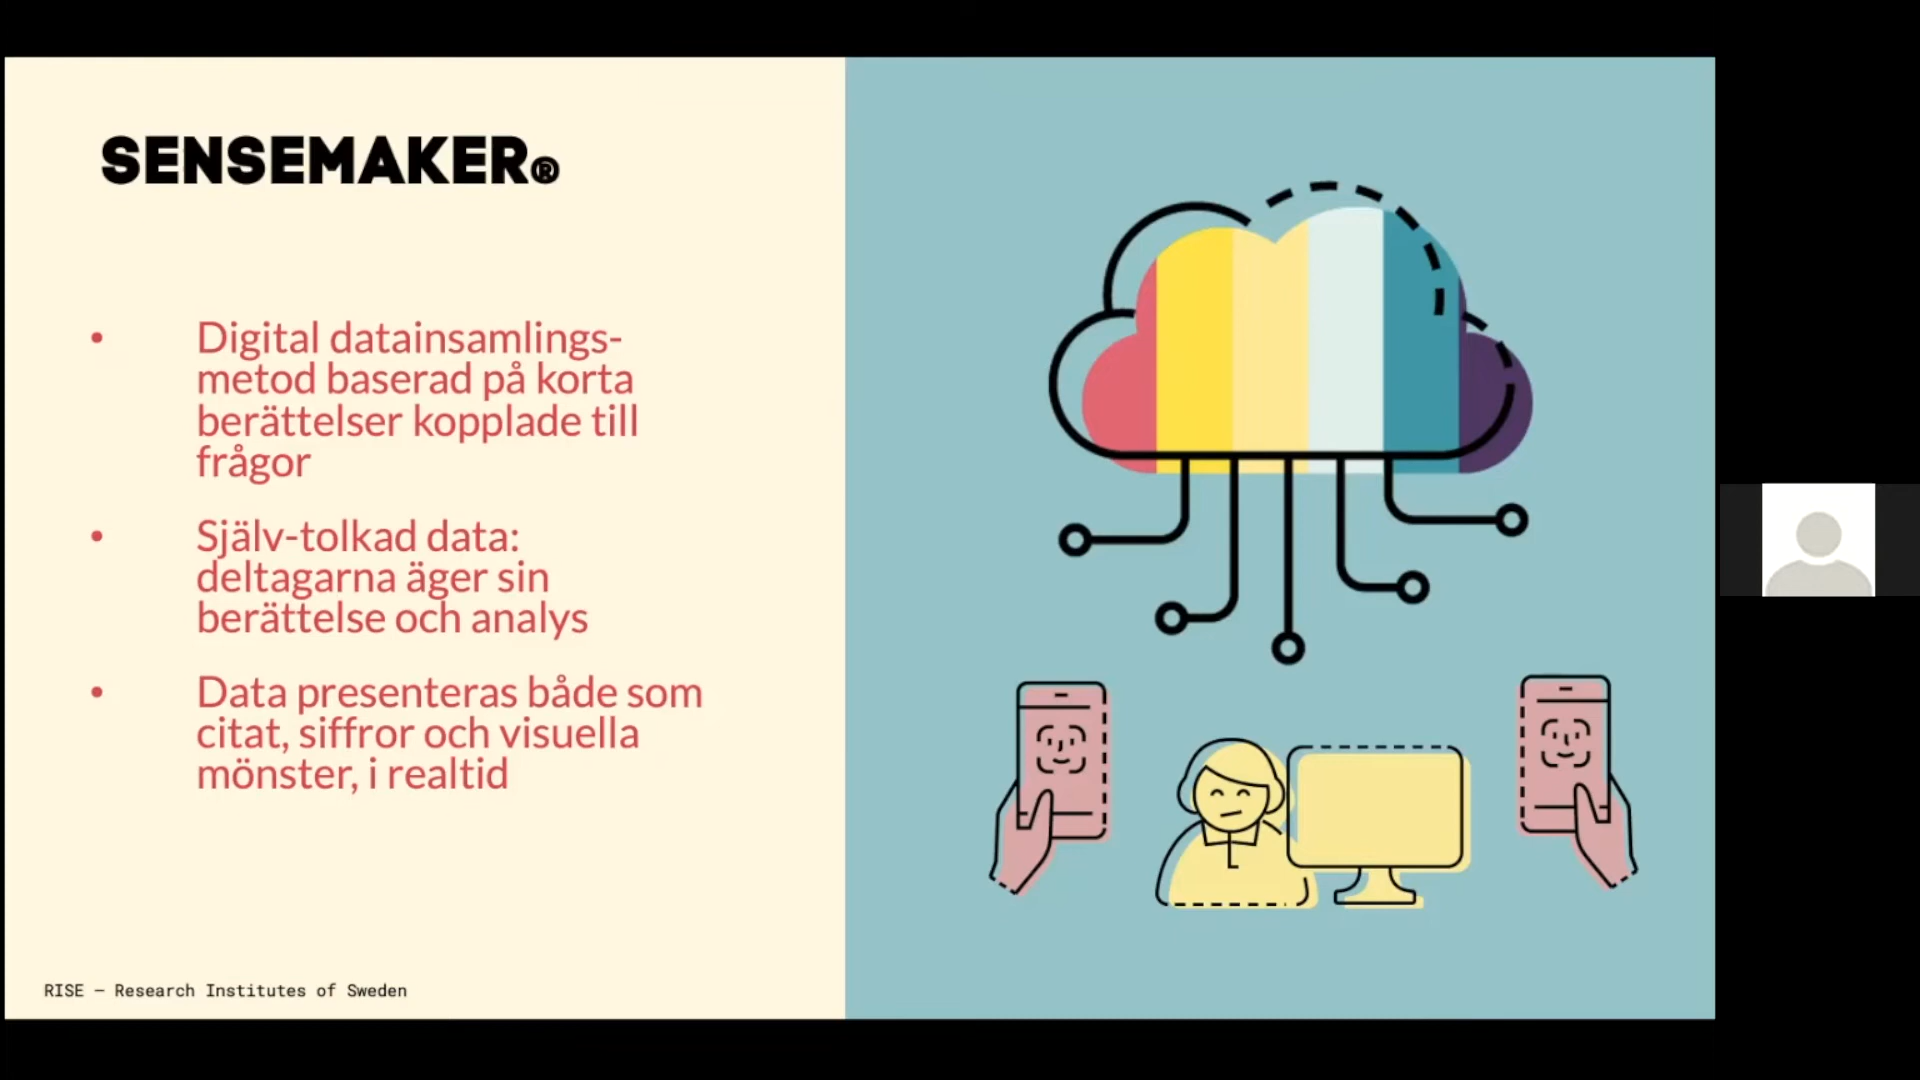 SENSEMAKER®
• Digital datainsamlings-
metod baserad på korta
berättelser kopplade till
frågor
• Själv-tolkad data:
deltagarna äger sin
berättelse och analys
• Data presenteras både som
citat, siffror och visuella
mönster, i realtid
RISE — Research Institutes of Sweden